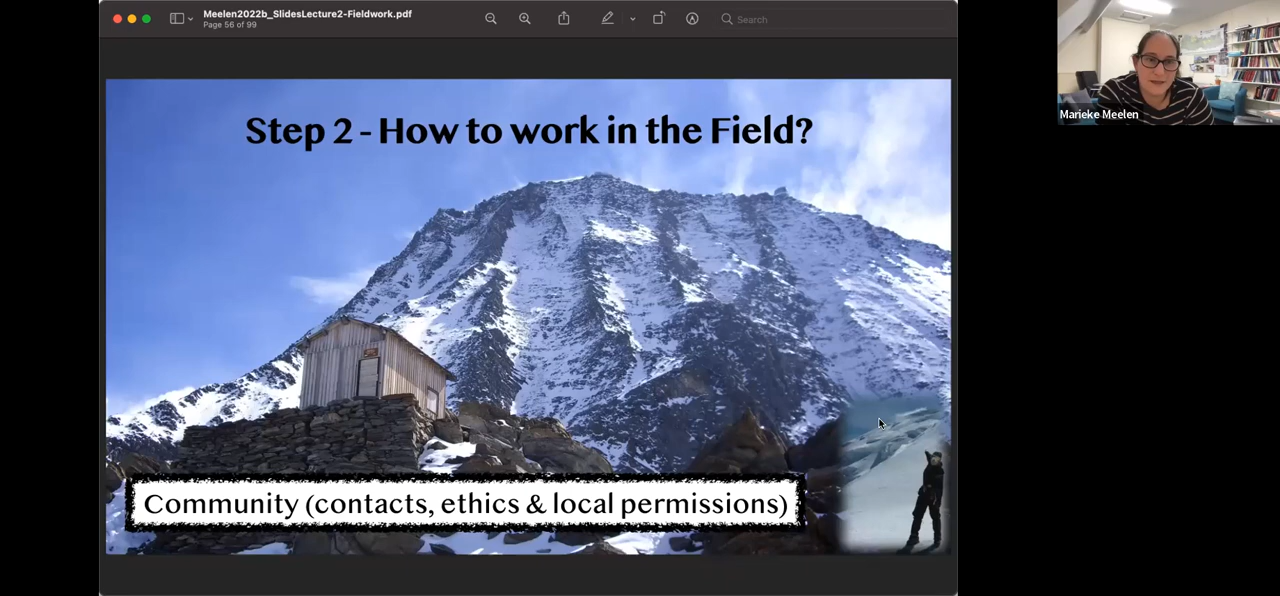 Meelen2022b_SlidesLecture2-Fieldwork.pdf
Page 56 of 99
Search
Marieke Meelen
Step 2 - How to work in the Field?
Community (contacts, ethics & local permissions)